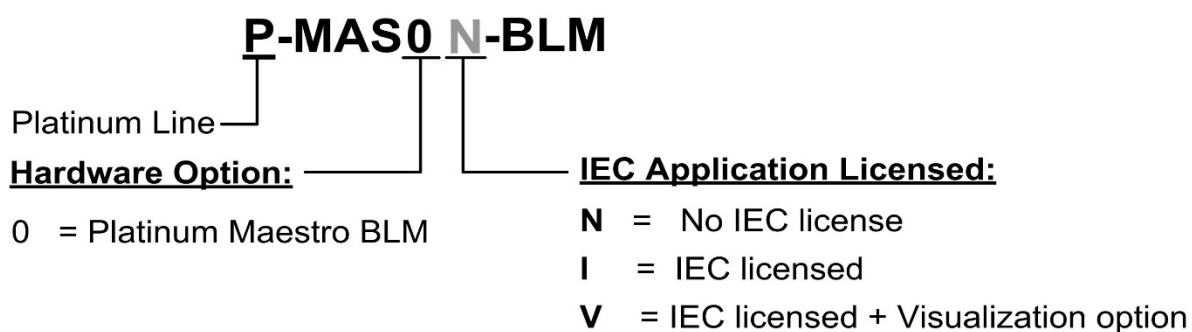 P-MAS0 N-BLM
Platinum Line
Hardware Option:
0 = Platinum Maestro BLM
IEC Application Licensed:
N = No IEC license
I = IEC licensed
V = IEC licensed + Visualization option